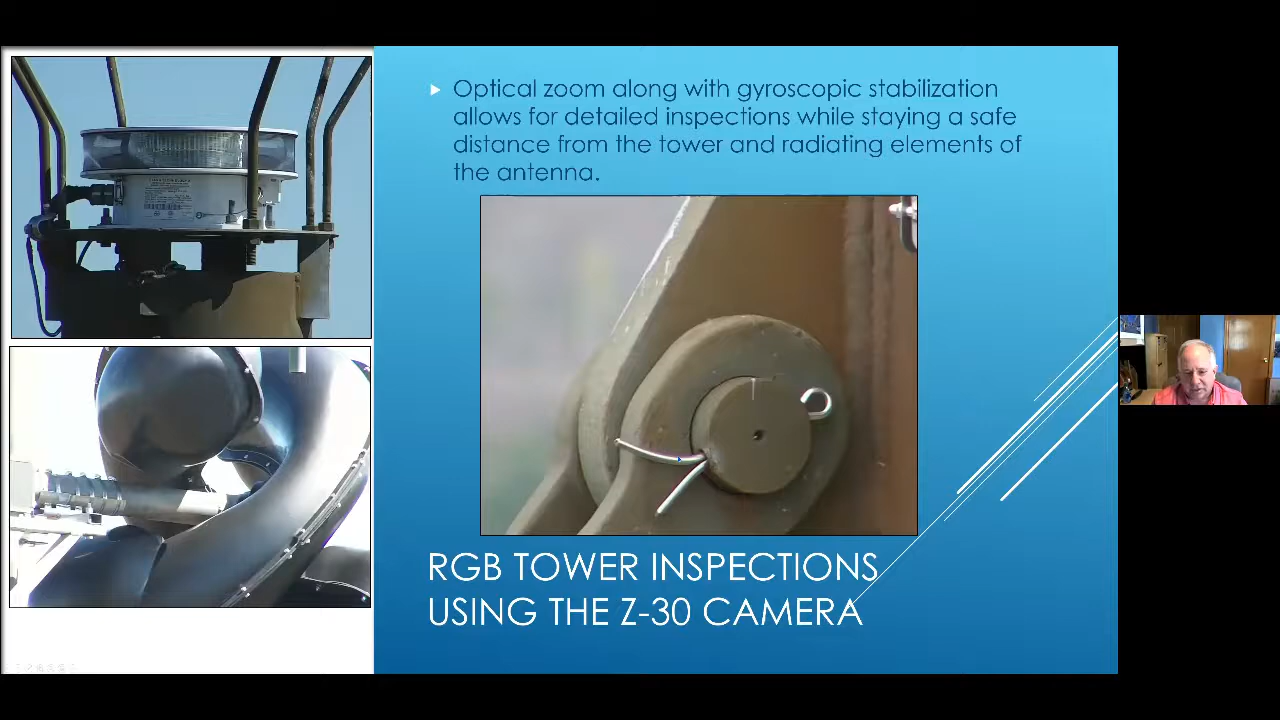 Optical zoom along with gyroscopic stabilization
allows for detailed inspections while staying a safe
distance from the tower and radiating elements of
the antenna.
RGB TOWER INSPECTIONS
USING THE Z-30 CAMERA